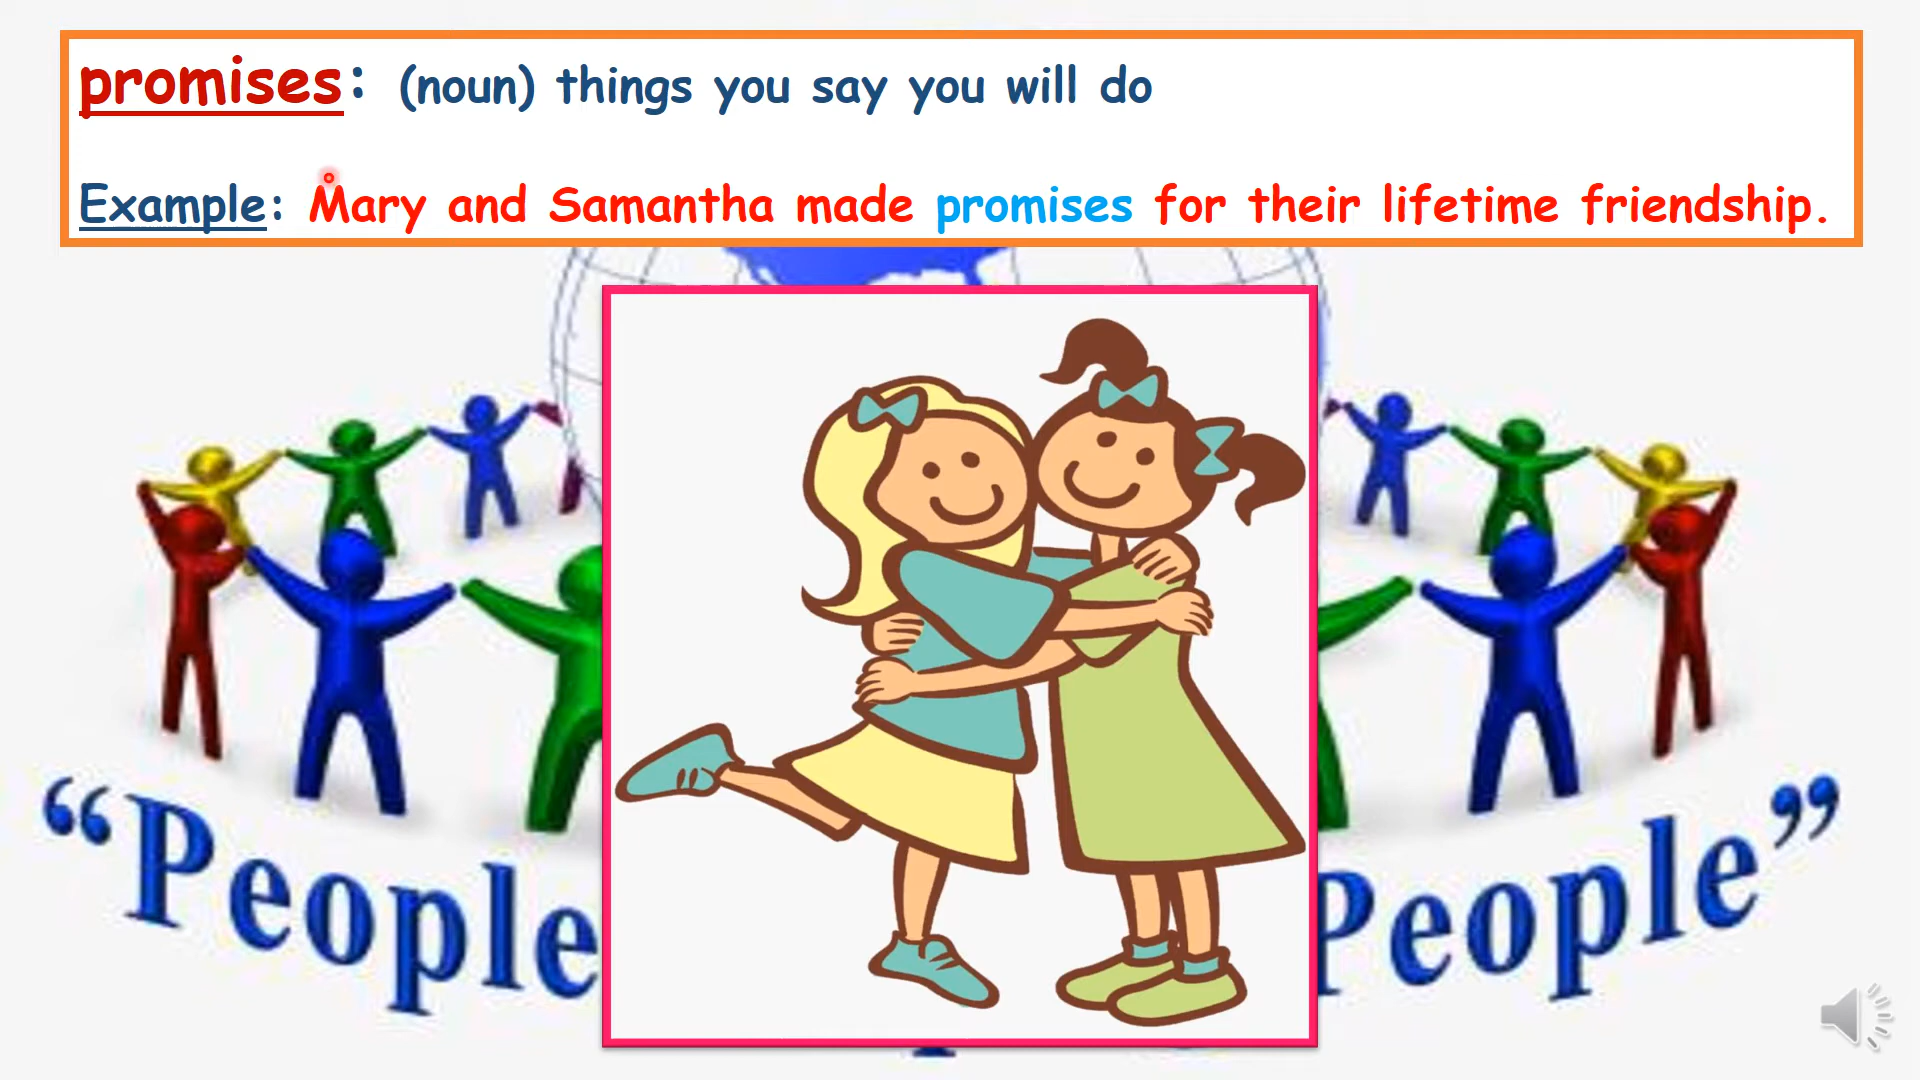 promises: (noun) things you say you will do
Example: Mary and Samantha made promises for their lifetime friendship.
“People People”